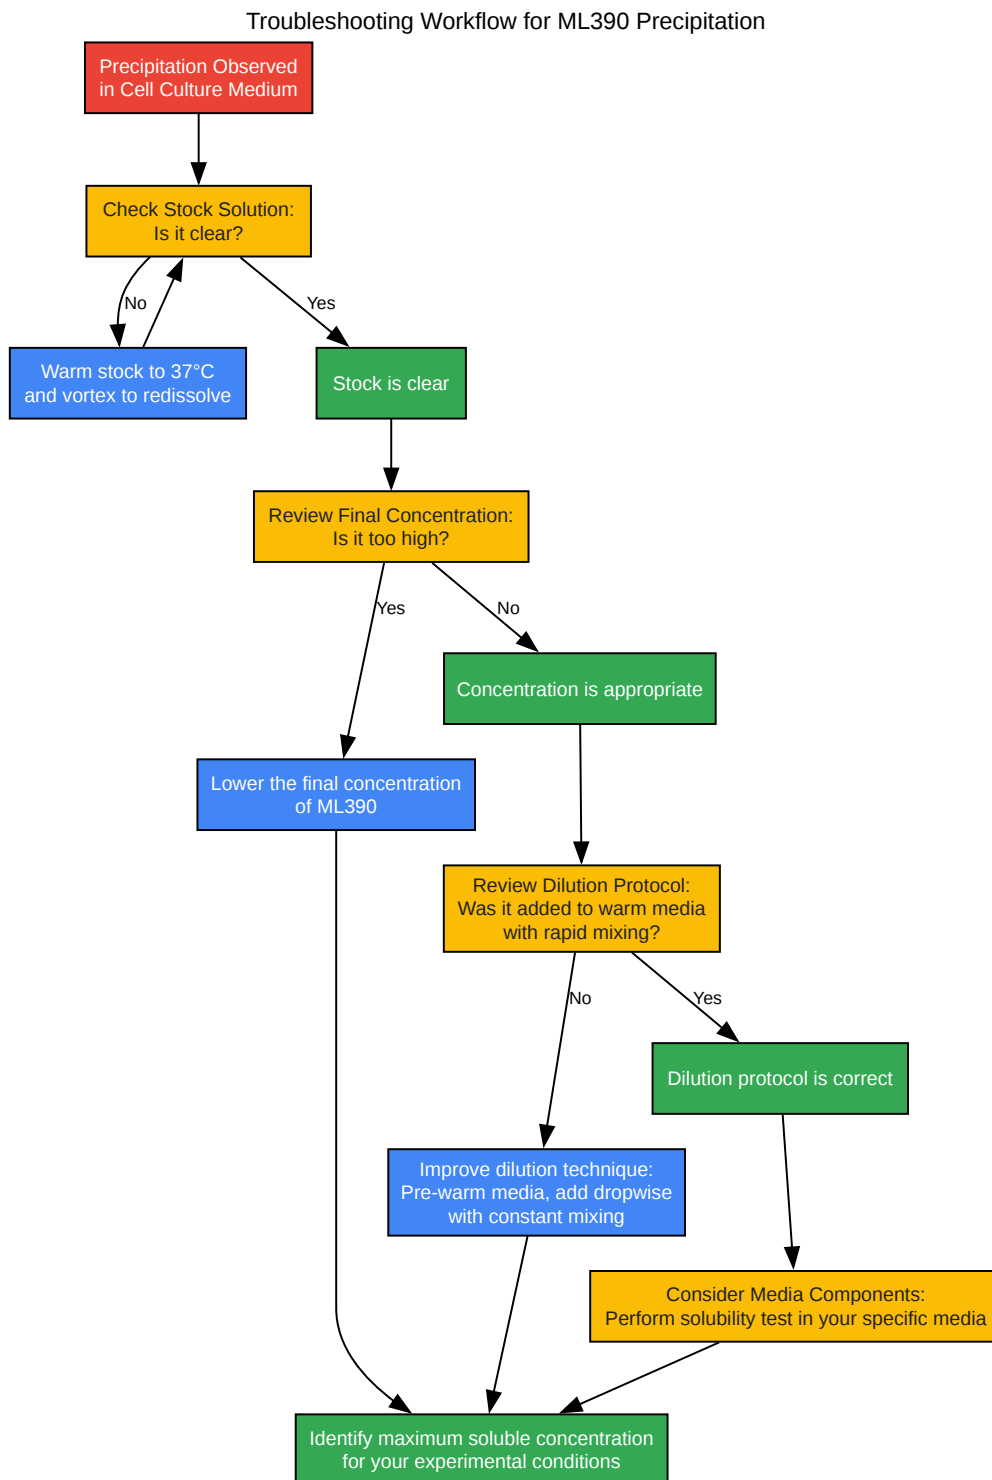 Troubleshooting Workflow for ML390 Precipitation
Precipitation Observed
in Cell Culture Medium
Check Stock Solution:
Is it clear?
No
Yes
Warm stock to 37°C
and vortex to redissolve
Stock is clear
Review Final Concentration:
Is it too high?
Yes
No
Concentration is appropriate
Lower the final concentration
of ML390
Review Dilution Protocol:
Was it added to warm media
with rapid mixing?
No
Yes
Dilution protocol is correct
Improve dilution technique:
Pre-warm media, add dropwise
with constant mixing
Consider Media Components:
Perform solubility test in your specific media
Identify maximum soluble concentration
for your experimental conditions